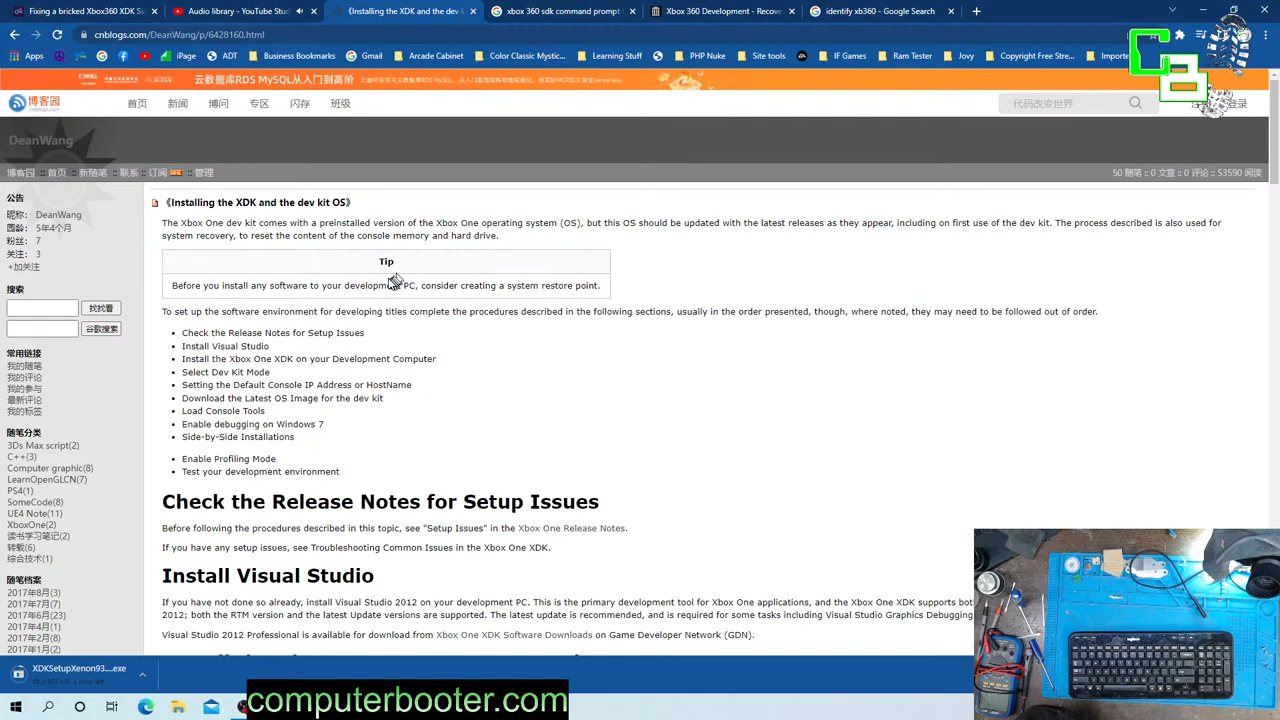 Fixing a bricked Xbox360 XDK Si
Audio library - YouTube Stud
《Installing the XDK and the dev kit
xbox 360 sdk command prompt
Xbox 360 Development - Recove
identify xb36? - Google Search
cnblogs.com/DeanWang/p/6428160.html
Apps
iPage
ADT
Business Bookmarks
Gmail
Arcade Cabinet
Color Classic Mystic...
Learning Stuff
PHP Nuke
Site tools
IF Games
Ram Tester
Jovy
Copyright Free Stre...
Importe
云数据库RDS MySQL从入门到高阶
博客园
首页
新闻
博问
专区
闪存
班级
代码改变世界
登录
CB
DeanWang
博客园 :: 首页 :: 新随笔 :: 联系 :: 订阅 XML :: 管理
50 随笔 :: 0 文章 :: 0 评论 :: 53590 阅读
公告
昵称: DeanWang
园龄: 5年4个月
粉丝: 7
关注: 3
+加关注
搜索
找找看
谷歌搜索
常用链接
我的随笔
我的评论
我的参与
最新评论
我的标签
随笔分类
3Ds Max script(2)
C++(3)
Computer graphic(8)
LearnOpenGLCN(7)
PS4(1)
SomeCode(8)
UE4 Note(11)
XboxOne(2)
读书学习笔记(2)
转载(6)
综合技术(1)
随笔档案
2017年8月(3)
2017年7月(7)
2017年6月(23)
2017年4月(1)
2017年2月(8)
2017年1月(2)
《Installing the XDK and the dev kit OS》
The Xbox One dev kit comes with a preinstalled version of the Xbox One operating system (OS), but this OS should be updated with the latest releases as they appear, including on first use of the dev kit. The process described is also used for
system recovery, to reset the content of the console memory and hard drive.
Tip
Before you install any software to your development PC, consider creating a system restore point.
To set up the software environment for developing titles complete the procedures described in the following sections, usually in the order presented, though, where noted, they may need to be followed out of order.
Check the Release Notes for Setup Issues
Install Visual Studio
Install the Xbox One XDK on your Development Computer
Select Dev Kit Mode
Setting the Default Console IP Address or HostName
Download the Latest OS Image for the dev kit
Load Console Tools
Enable debugging on Windows 7
Side-by-Side Installations
Enable Profiling Mode
Test your development environment
Check the Release Notes for Setup Issues
Before following the procedures described in this topic, see "Setup Issues" in the Xbox One Release Notes.
If you have any setup issues, see Troubleshooting Common Issues in the Xbox One XDK.
Install Visual Studio
If you have not done so already, install Visual Studio 2012 on your development PC. This is the primary development tool for Xbox One applications, and the Xbox One XDK supports bot
2012; both the RTM version and the latest Update versions are supported. The latest update is recommended, and is required for some tasks including Visual Studio Graphics Debugging
Visual Studio 2012 Professional is available for download from Xbox One XDK Software Downloads on Game Developer Network (GDN).
XDKSetupXenon93....exe
computerbooter.com